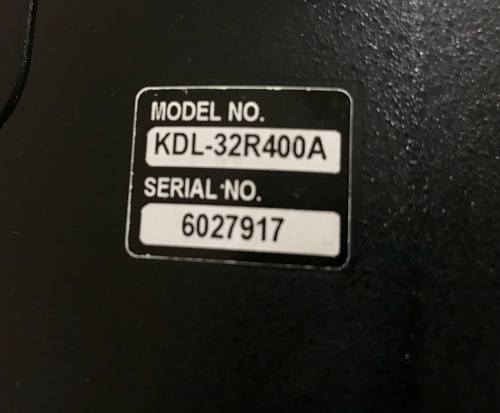 MODEL NO.
KDL-32R400A
SERIAL NO.
6027917